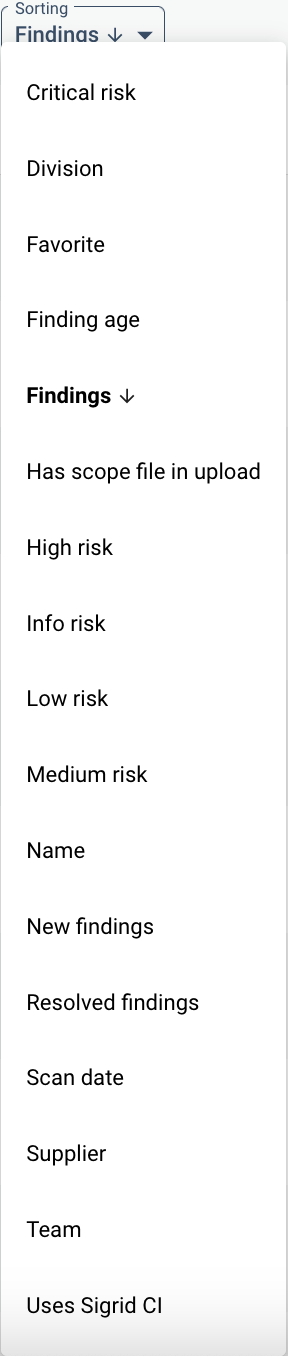 Sorting
Findings ↓
Critical risk
Division
Favorite
Finding age
Findings ↓
Has scope file in upload
High risk
Info risk
Low risk
Medium risk
Name
New findings
Resolved findings
Scan date
Supplier
Team
Uses Sigrid CI